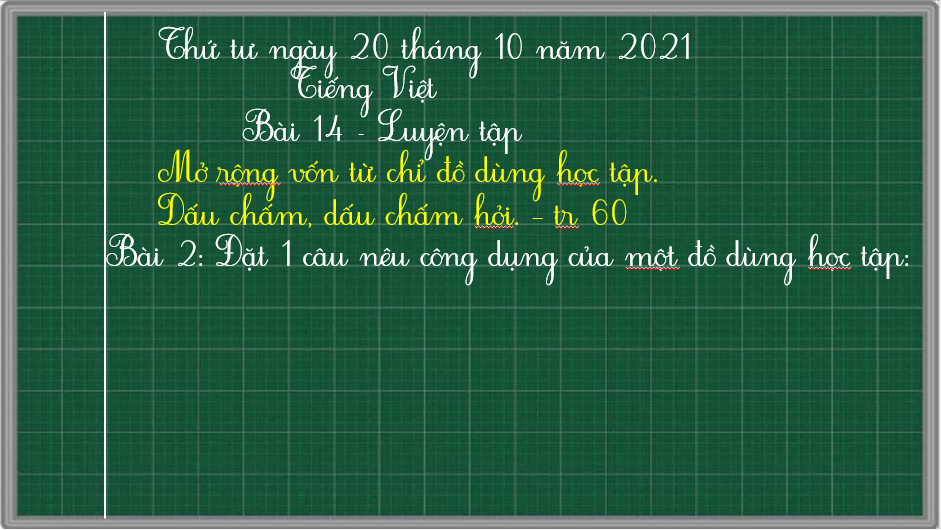 Thứ tư ngày 20 tháng 10 năm 2021
Tiếng Việt
Bài 14 - Luyện tập
Mở rộng vốn từ chỉ đồ dùng học tập.
Dấu chấm, dấu chấm hỏi. – tr 60
Bài 2: Đặt 1 câu nêu công dụng của một đồ dùng học tập: